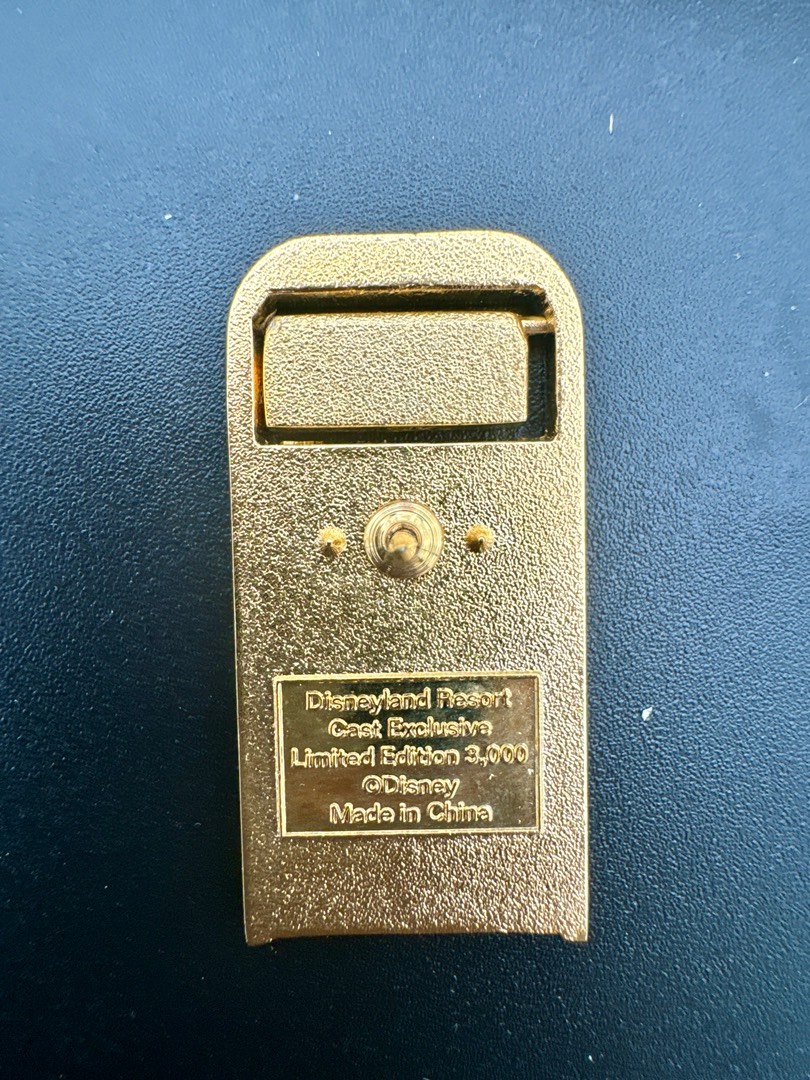 Disneyland Resort
Cast Exclusive
Limited Edition 3,000
©Disney
Made in China